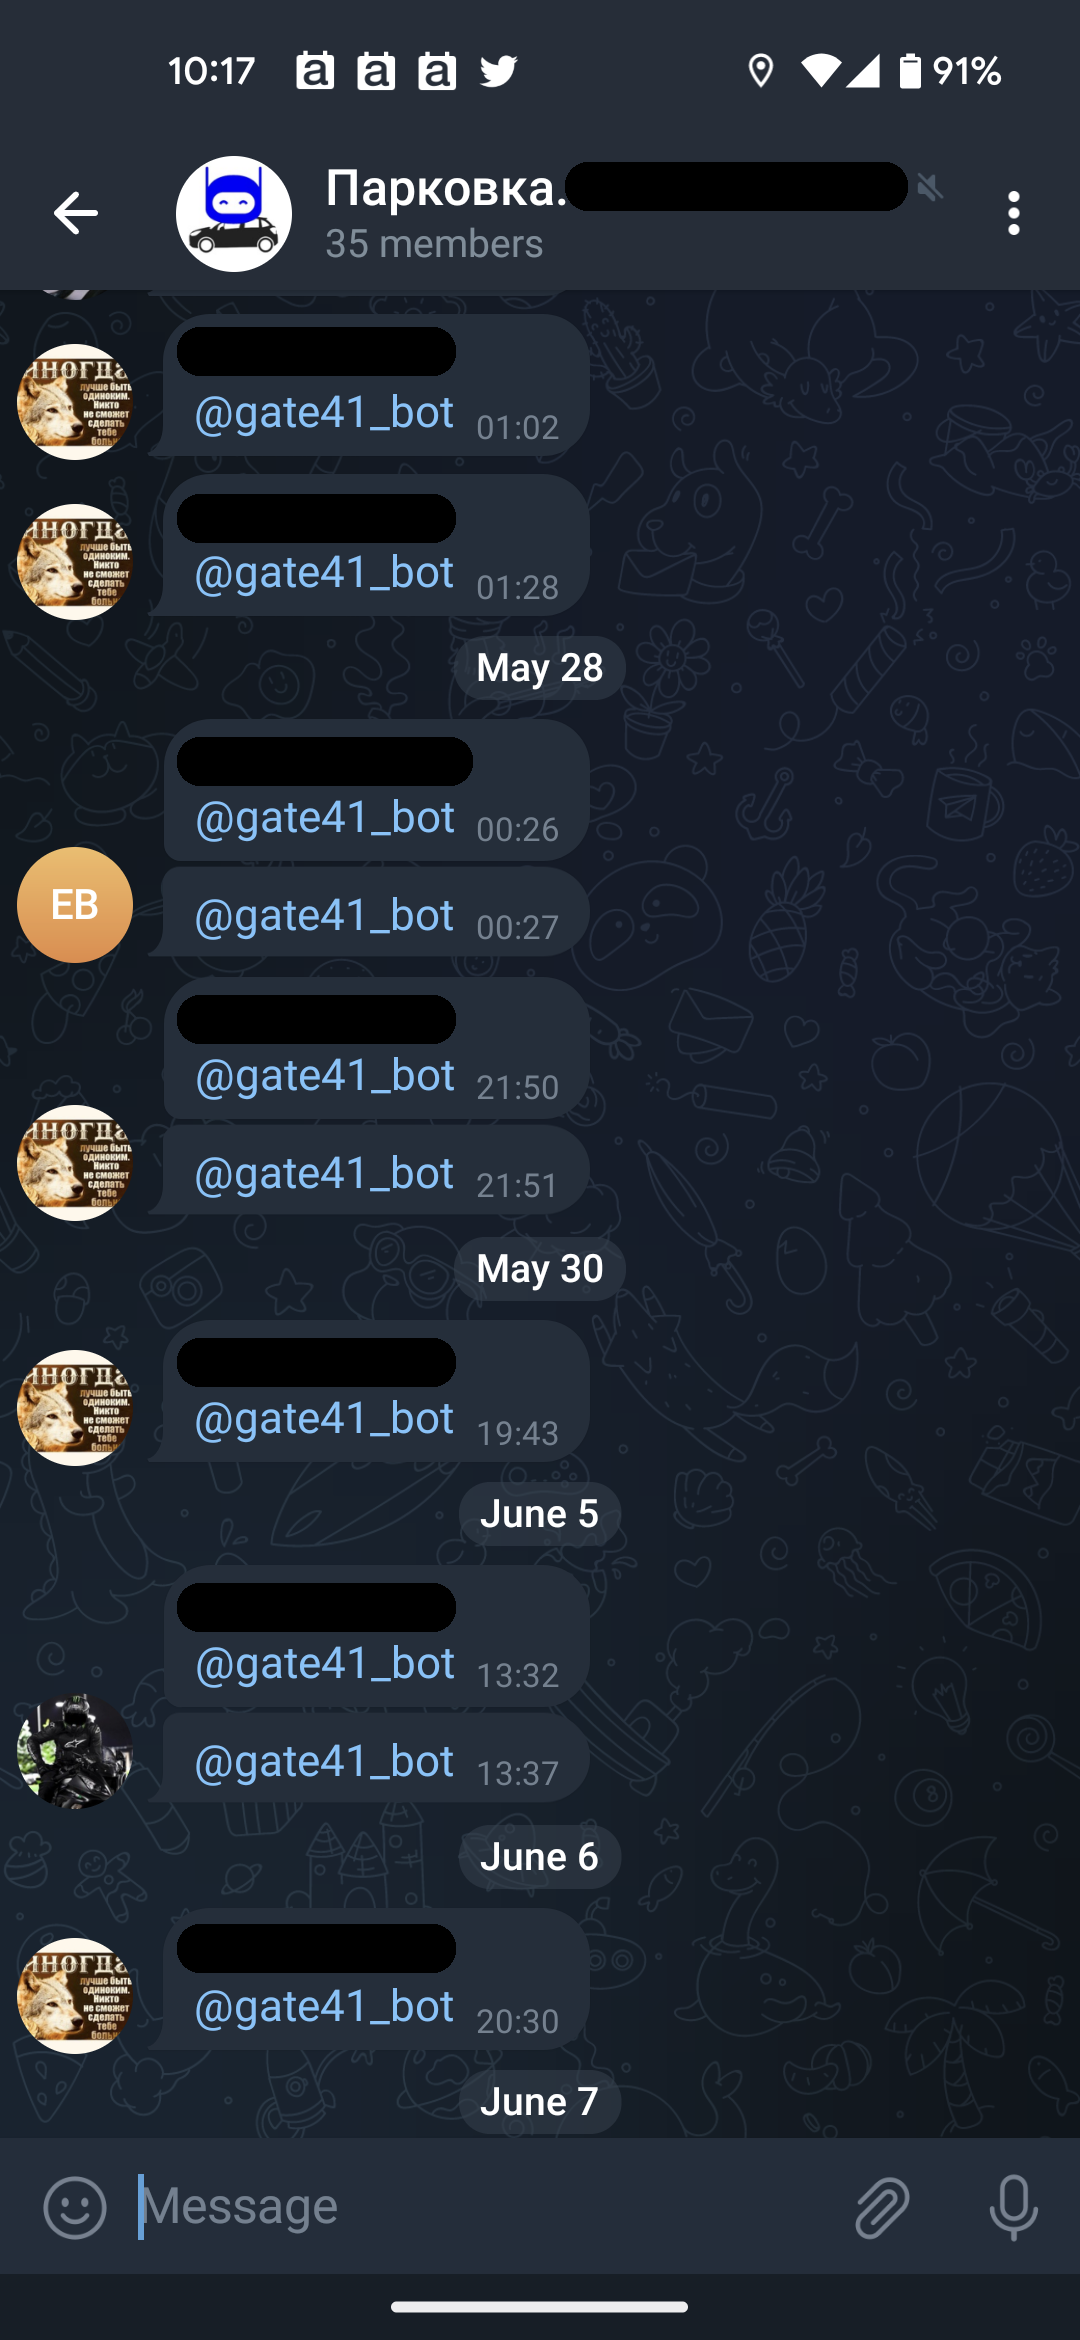 10:17
91%
Парковка.
35 members
@gate41_bot 01:02
@gate41_bot 01:28
May 28
@gate41_bot 00:26
EB
@gate41_bot 00:27
@gate41_bot 21:50
@gate41_bot 21:51
May 30
@gate41_bot 19:43
June 5
@gate41_bot 13:32
@gate41_bot 13:37
June 6
@gate41_bot 20:30
June 7
Message